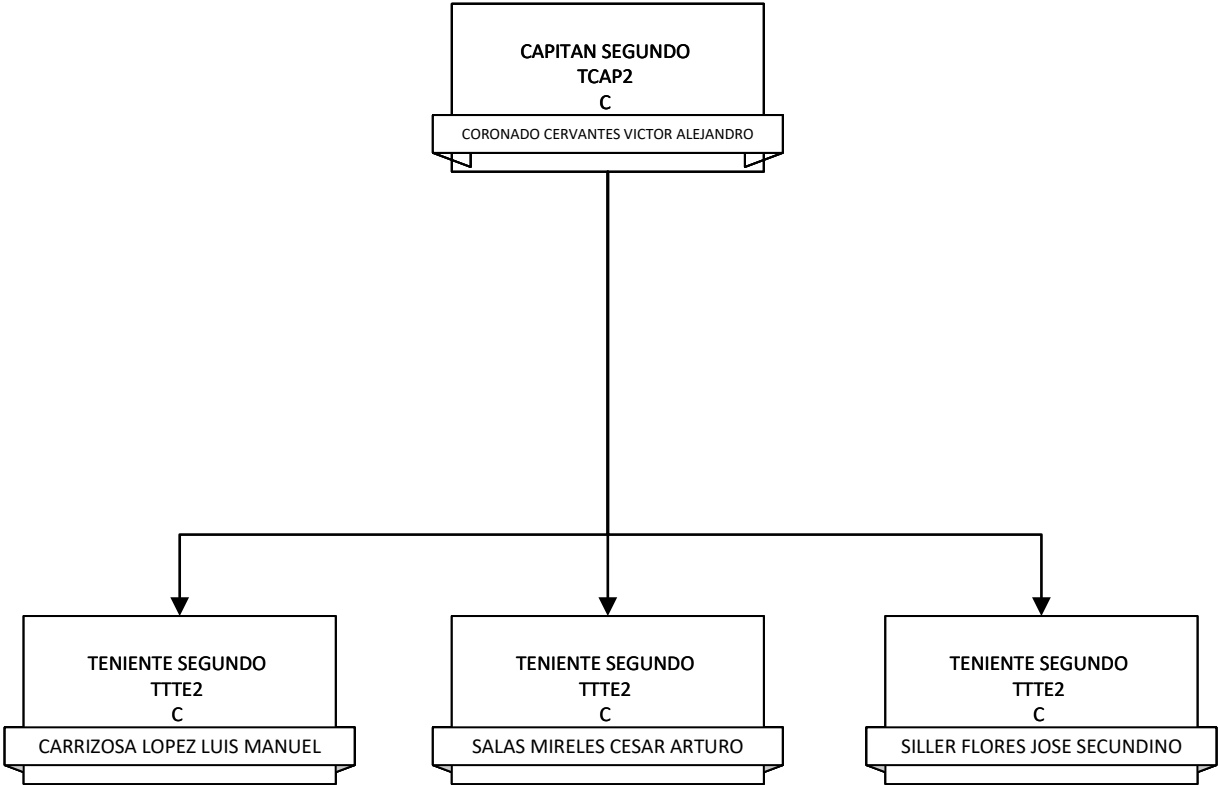 CAPITAN SEGUNDO
TCAP2
C
CORONADO CERVANTES VICTOR ALEJANDRO
TENIENTE SEGUNDO
TTTE2
C
CARRIZOSA LOPEZ LUIS MANUEL
TENIENTE SEGUNDO
TTTE2
C
SALAS MIRELES CESAR ARTURO
TENIENTE SEGUNDO
TTTE2
C
SILLER FLORES JOSE SECUNDINO